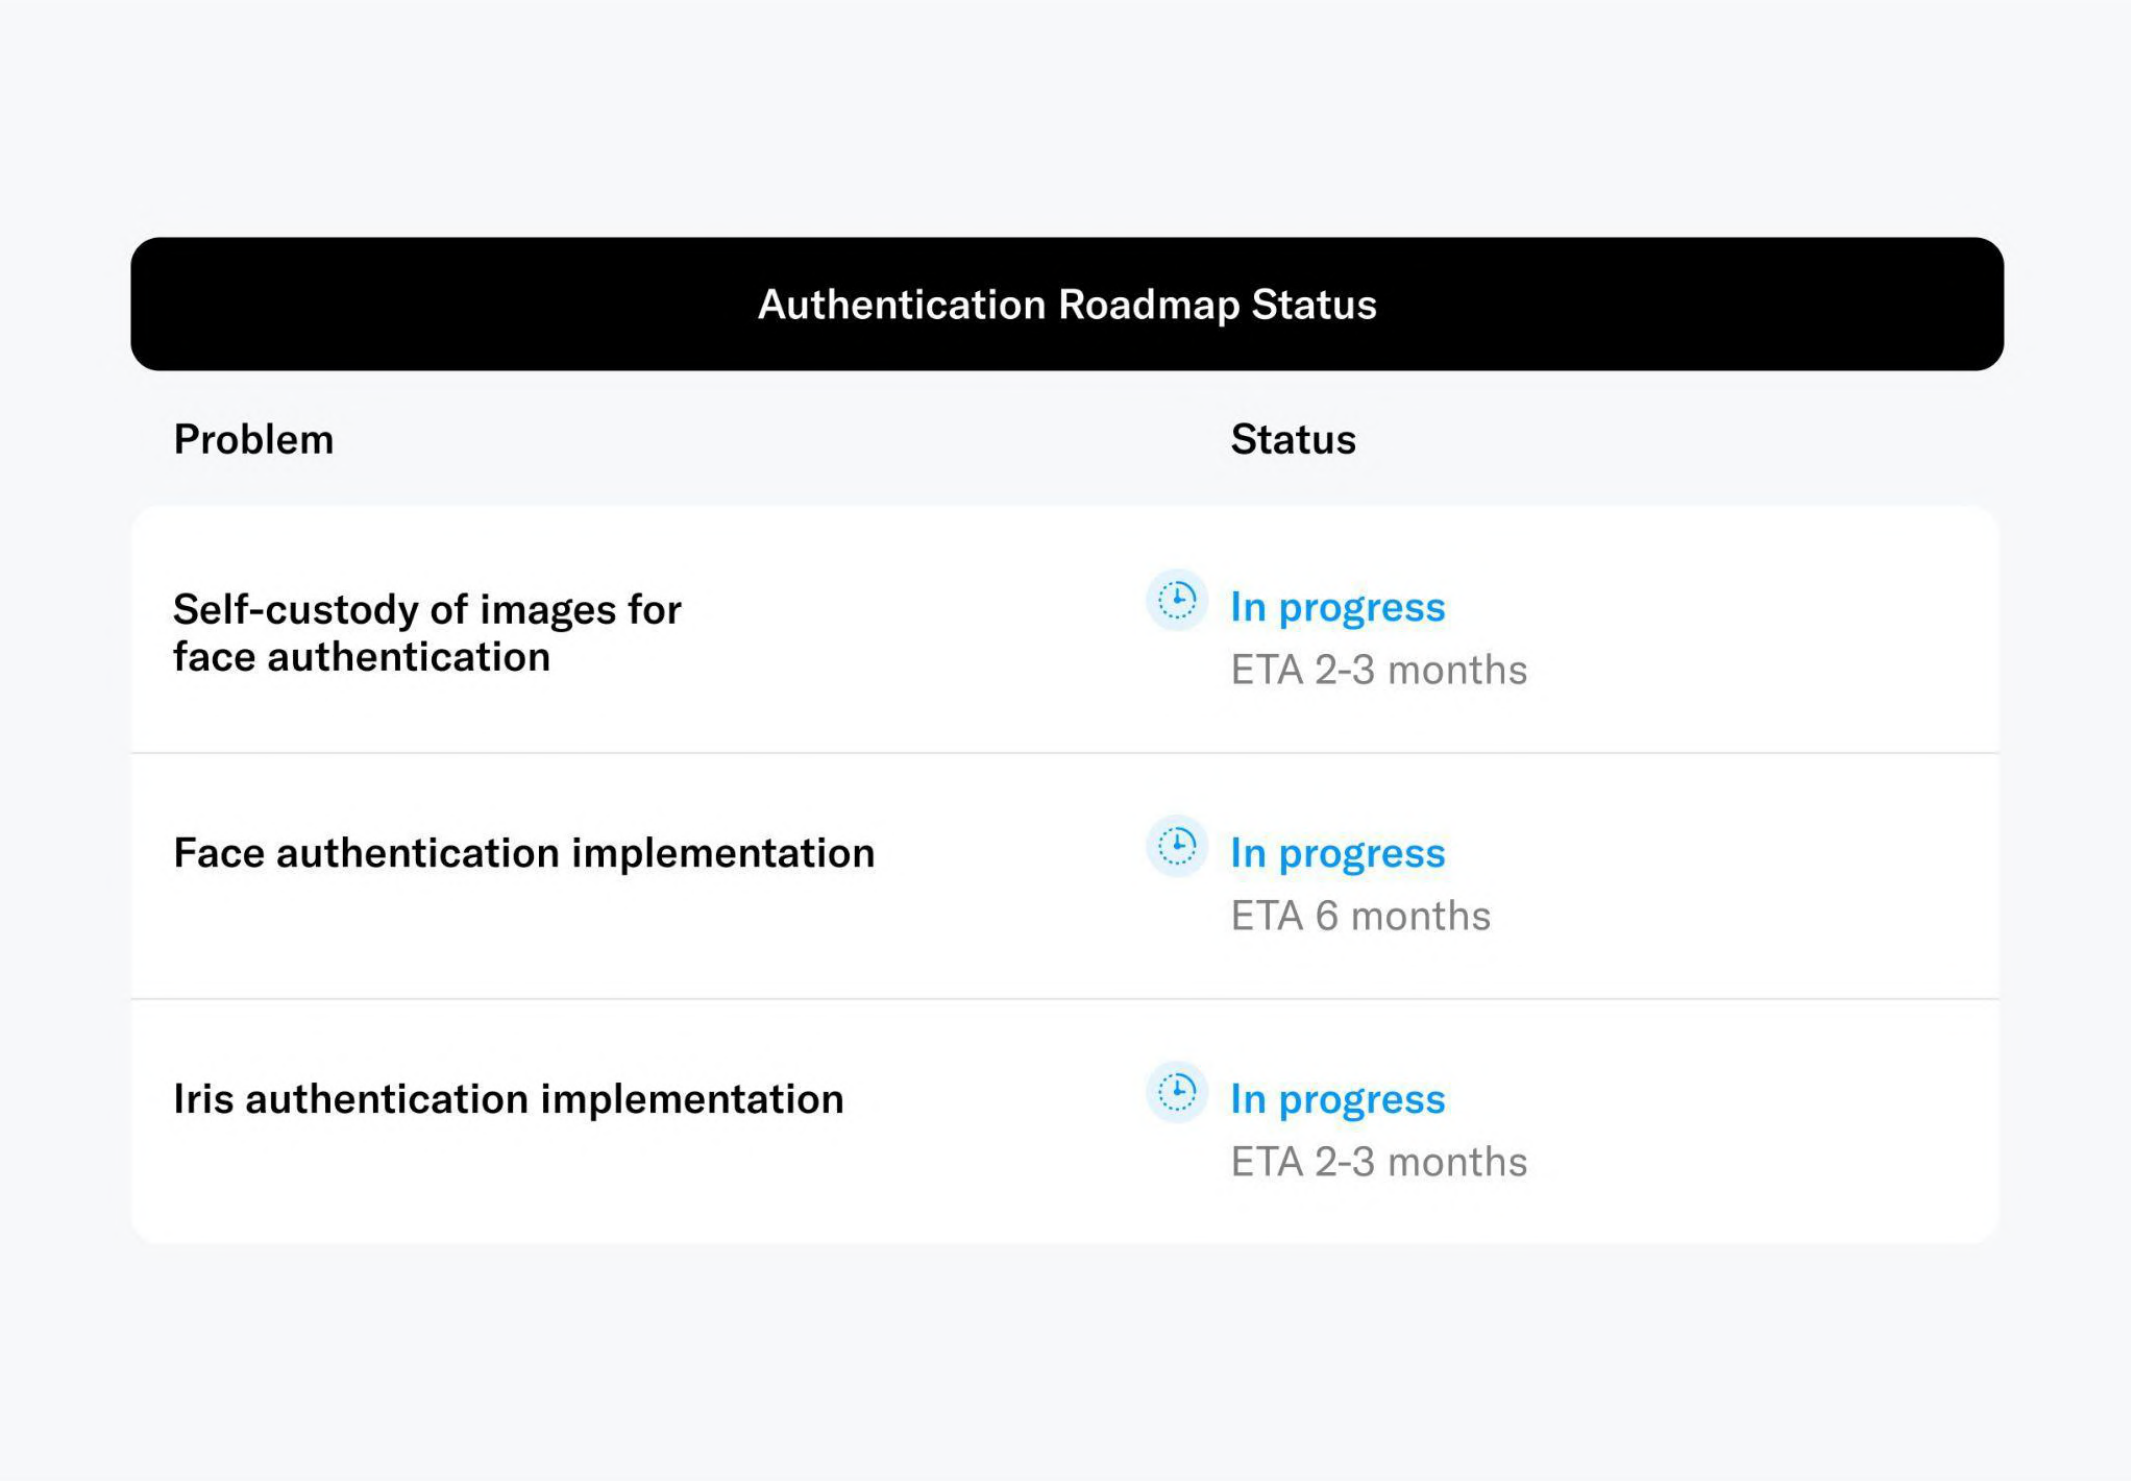 Authentication Roadmap Status
Problem
Status
Self-custody of images for
face authentication
In progress
ETA 2-3 months
Face authentication implementation
In progress
ETA 6 months
Iris authentication implementation
In progress
ETA 2-3 months